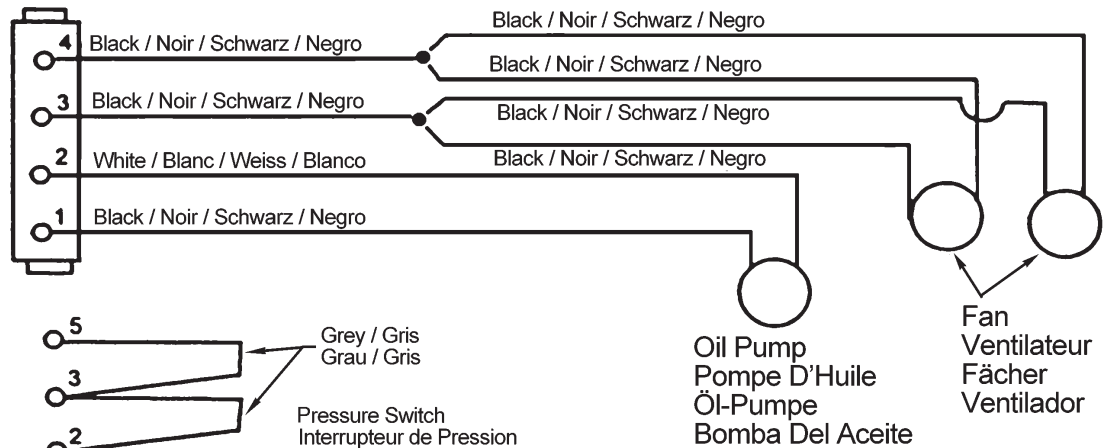 Black / Noir / Schwarz / Negro
4 Black / Noir / Schwarz / Negro
Black / Noir / Schwarz / Negro
3 Black / Noir / Schwarz / Negro
Black / Noir / Schwarz / Negro
2 White / Blanc / Weiss / Blanco
Black / Noir / Schwarz / Negro
1 Black / Noir / Schwarz / Negro
Fan
Ventilateur
Fächer
Ventilador
Oil Pump
Pompe D'Huile
Öl-Pumpe
Bomba Del Aceite
5
Grey / Gris
Grau / Gris
3
Pressure Switch
Interrupteur de Pression
2